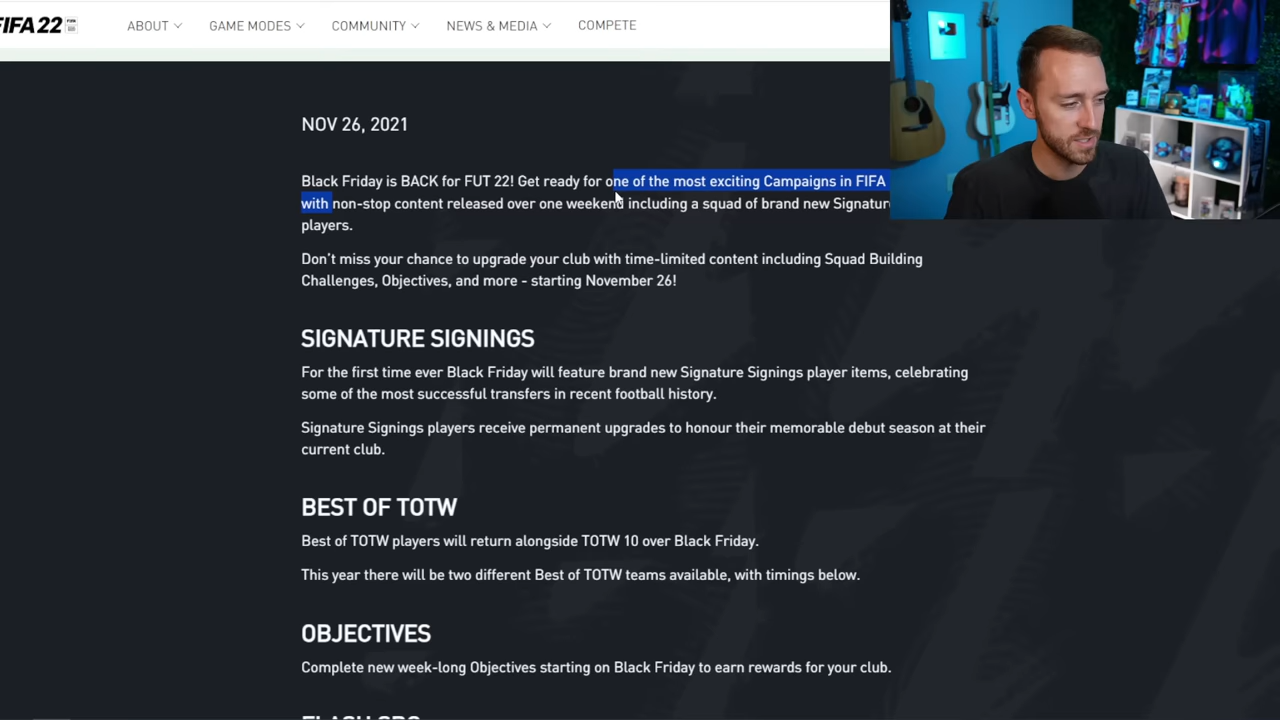 FIFA 22
ABOUT
GAME MODES
COMMUNITY
NEWS & MEDIA
COMPETE
NOV 26, 2021
Black Friday is BACK for FUT 22! Get ready for one of the most exciting Campaigns in FIFA
with non-stop content released over one weekend including a squad of brand new Signature
players.
Don't miss your chance to upgrade your club with time-limited content including Squad Building
Challenges, Objectives, and more - starting November 26!
SIGNATURE SIGNINGS
For the first time ever Black Friday will feature brand new Signature Signings player items, celebrating
some of the most successful transfers in recent football history.
Signature Signings players receive permanent upgrades to honour their memorable debut season at their
current club.
BEST OF TOTW
Best of TOTW players will return alongside TOTW 10 over Black Friday.
This year there will be two different Best of TOTW teams available, with timings below.
OBJECTIVES
Complete new week-long Objectives starting on Black Friday to earn rewards for your club.